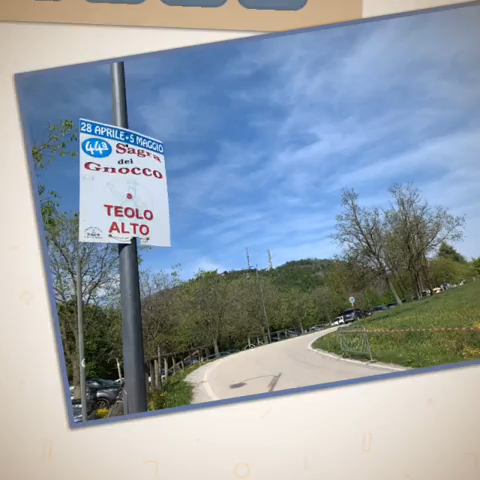 28 APRILE - 5 MAGGIO
44a Sagra
del
Gnocco
TEOLO
ALTO